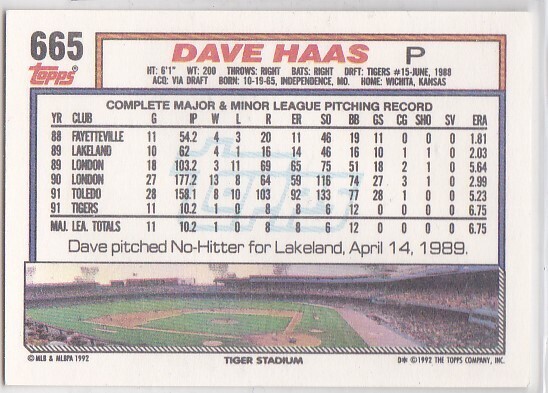 665
Topps
DAVE HAAS P
HT: 6'1" WT: 200 THROWS: RIGHT BATS: RIGHT DRFT: TIGERS #15-JUNE, 1988
ACQ: VIA DRAFT BORN: 10-19-65, INDEPENDENCE, MO. HOME: WICHITA, KANSAS
COMPLETE MAJOR & MINOR LEAGUE PITCHING RECORD
YR CLUB G IP W L R ER SO BB GS CG SHO SV ERA
88 FAYETTEVILLE 11 54.2 4 3 20 11 46 19 11 0 0 0 1.81
89 LAKELAND 10 62 4 1 16 14 46 16 10 1 1 0 2.03
89 LONDON 18 103.2 3 11 69 65 75 51 18 2 1 0 5.64
90 LONDON 27 177.2 13 8 64 59 116 74 27 3 1 0 2.99
91 TOLEDO 28 158.1 8 10 103 92 133 77 28 1 0 0 5.23
91 TIGERS 11 10.2 1 0 8 8 6 12 0 0 0 0 6.75
MAJ. LEA. TOTALS 11 10.2 1 0 8 8 6 12 0 0 0 0 6.75
Dave pitched No-Hitter for Lakeland, April 14, 1989.
© MLB & MLBPA 1992 TIGER STADIUM D* © 1992 THE TOPPS COMPANY, INC.